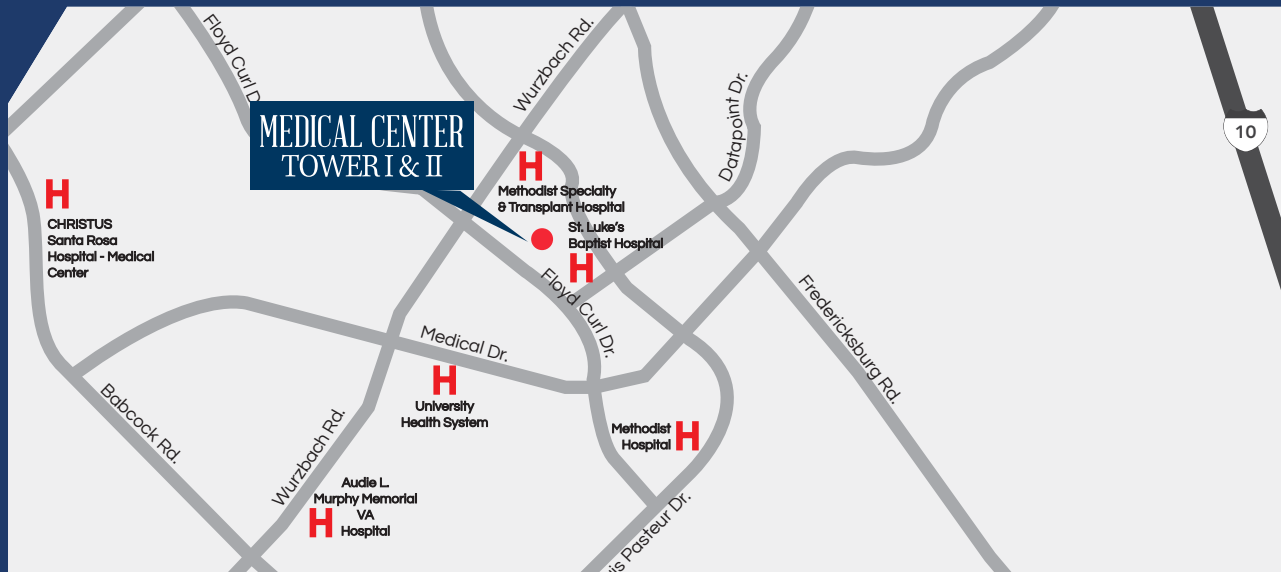 Floyd Curl D
Wurzbach Rd.
Datapoint Dr.
10
MEDICAL CENTER
TOWER I & II
H
Methodist Specialty
& Transplant Hospital
H
CHRISTUS
Santa Rosa
Hospital - Medical
Center
St. Luke's
Baptist Hospital
H
Floyd Curl Dr.
Fredericksburg Rd.
Medical Dr.
H
University
Health System
Babcock Rd.
Wurzbach Rd.
Methodist
Hospital
H
Audie L.
Murphy Memorial
VA
Hospital
H
is Pasteur Dr.